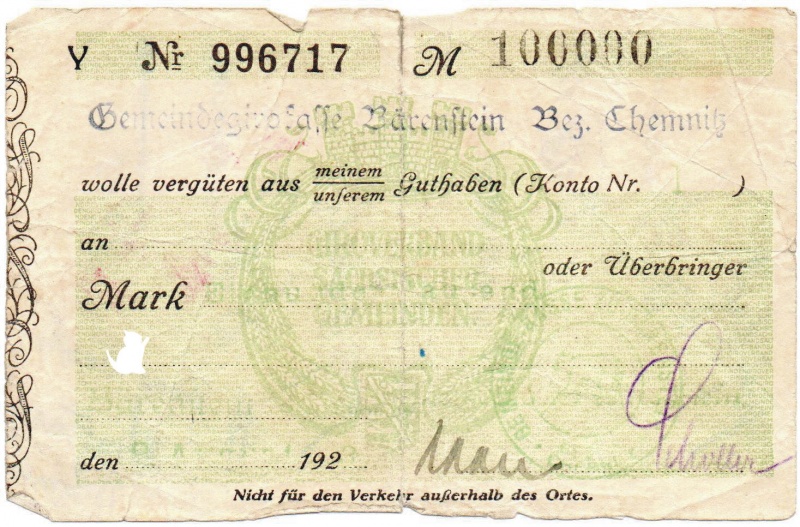 Y Nr 996717 M 100000
Gemeindegirokasse Bärenstein Bez. Chemnitz
wolle vergüten aus meinem
unserem Guthaben (Konto Nr. )
an
oder Überbringer
Mark
den 192
Nicht für den Verkehr außerhalb des Ortes.